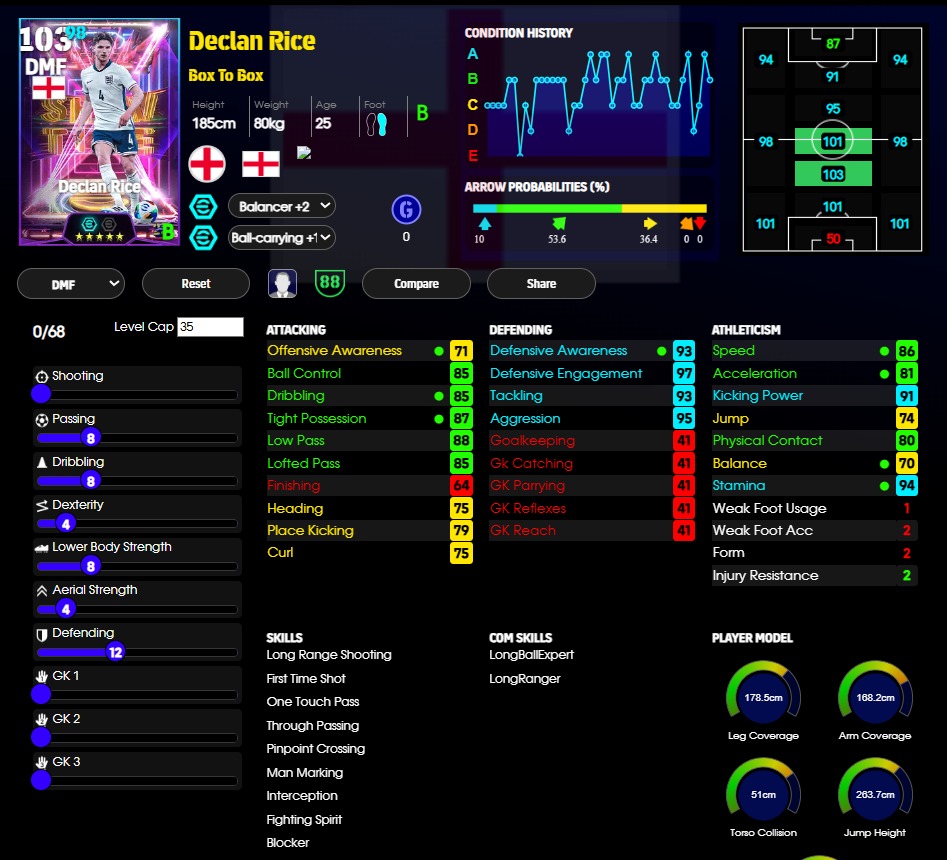 103 98
DMF
Declan Rice
B
Declan Rice
Box To Box
Height Weight Age Foot
185cm 80kg 25 B
Balancer +2
Ball-carrying +1
G
0
CONDITION HISTORY
A
B
C
D
E
ARROW PROBABILITIES (%)
10 53.6 36.4 0 0
87
94 94
91
95
98 101 98
103
101
101 101
50
DMF Reset 88 Compare Share
0/68 Level Cap 35
Shooting
Passing
8
Dribbling
8
Dexterity
4
Lower Body Strength
8
Aerial Strength
4
Defending
12
GK 1
GK 2
GK 3
ATTACKING
Offensive Awareness 71
Ball Control 85
Dribbling 85
Tight Possession 87
Low Pass 88
Lofted Pass 85
Finishing 64
Heading 75
Place Kicking 79
Curl 75
DEFENDING
Defensive Awareness 93
Defensive Engagement 97
Tackling 93
Aggression 95
Goalkeeping 41
Gk Catching 41
GK Parrying 41
GK Reflexes 41
GK Reach 41
ATHLETICISM
Speed 86
Acceleration 81
Kicking Power 91
Jump 74
Physical Contact 80
Balance 70
Stamina 94
Weak Foot Usage 1
Weak Foot Acc 2
Form 2
Injury Resistance 2
SKILLS
Long Range Shooting
First Time Shot
One Touch Pass
Through Passing
Pinpoint Crossing
Man Marking
Interception
Fighting Spirit
Blocker
COM SKILLS
LongBallExpert
LongRanger
PLAYER MODEL
178.5cm 168.2cm
Leg Coverage Arm Coverage
51cm 263.7cm
Torso Collision Jump Height